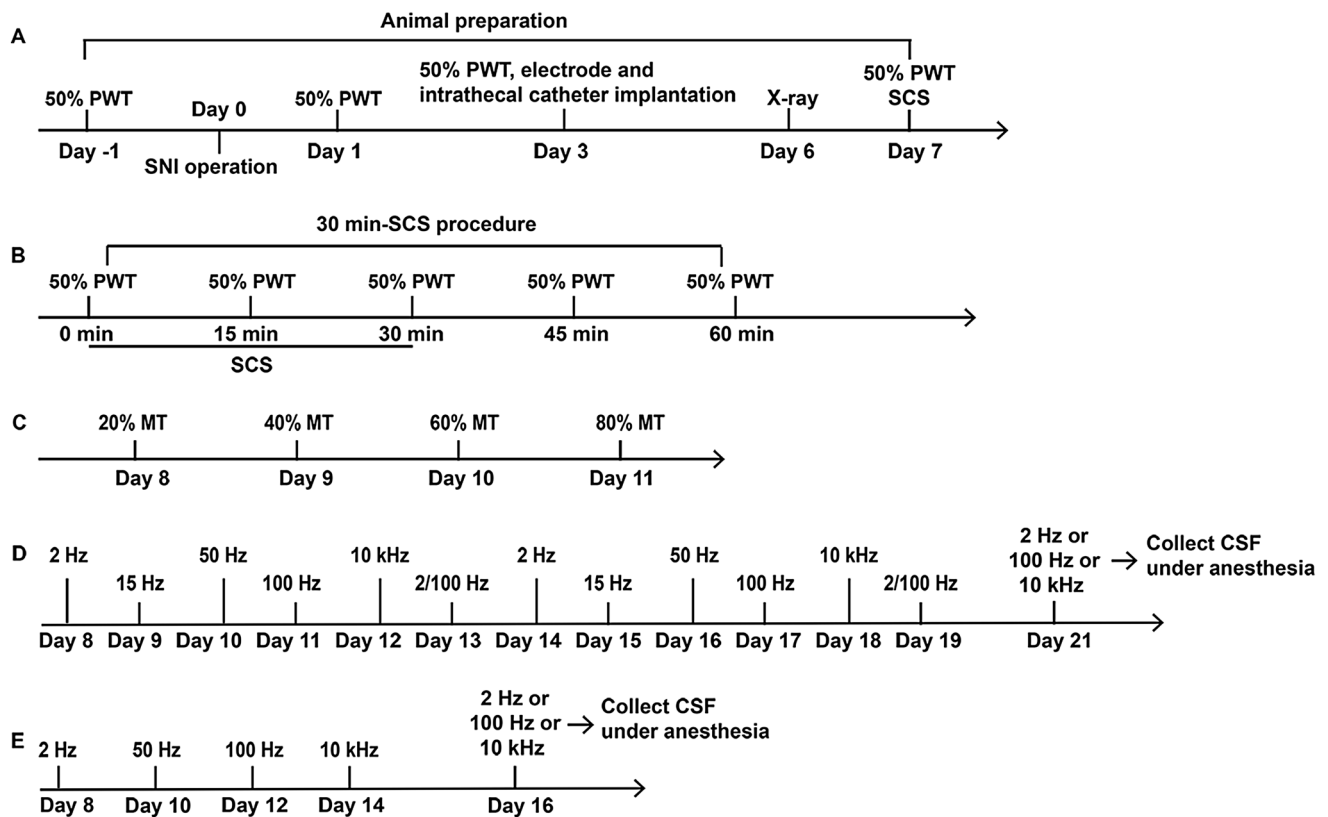 Animal preparation
A
50% PWT
Day 0
50% PWT
50% PWT, electrode and
intrathecal catheter implantation
X-ray
50% PWT
SCS
Day -1
SNI operation
Day 1
Day 3
Day 6
Day 7
30 min-SCS procedure
B
50% PWT
50% PWT
50% PWT
50% PWT
50% PWT
0 min
15 min
30 min
45 min
60 min
SCS
C
20% MT
40% MT
60% MT
80% MT
Day 8
Day 9
Day 10
Day 11
D
2 Hz
15 Hz
50 Hz
100 Hz
10 kHz
2/100 Hz
2 Hz
15 Hz
50 Hz
100 Hz
10 kHz
2/100 Hz
2 Hz or
100 Hz or
10 kHz
Collect CSF
under anesthesia
Day 8
Day 9
Day 10
Day 11
Day 12
Day 13
Day 14
Day 15
Day 16
Day 17
Day 18
Day 19
Day 21
E
2 Hz
50 Hz
100 Hz
10 kHz
2 Hz or
100 Hz or
10 kHz
Collect CSF
under anesthesia
Day 8
Day 10
Day 12
Day 14
Day 16